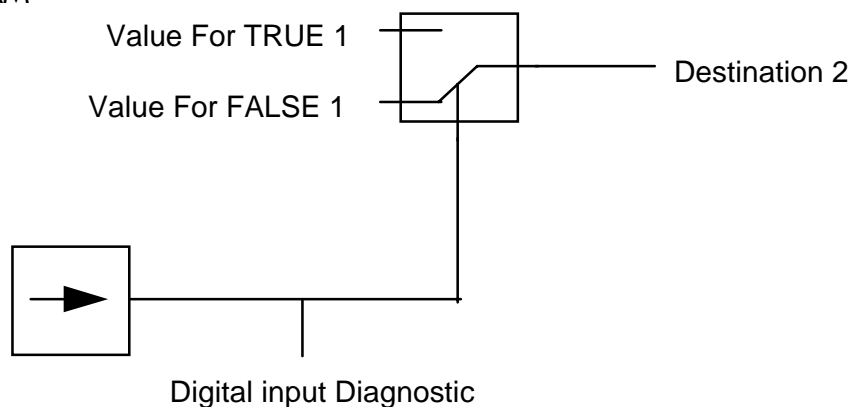 Value For TRUE 1
Value For FALSE 1
Destination 2
Digital input Diagnostic